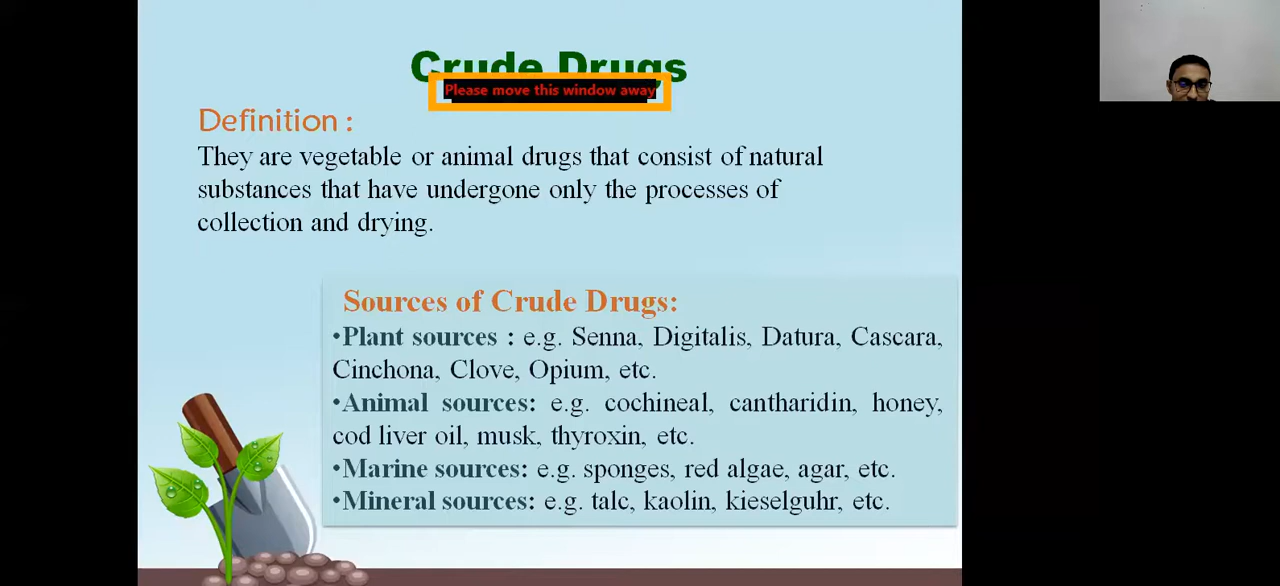 Crude Drugs
Please move this window away
Definition :
They are vegetable or animal drugs that consist of natural
substances that have undergone only the processes of
collection and drying.
Sources of Crude Drugs:
•Plant sources : e.g. Senna, Digitalis, Datura, Cascara,
Cinchona, Clove, Opium, etc.
•Animal sources: e.g. cochineal, cantharidin, honey,
cod liver oil, musk, thyroxin, etc.
•Marine sources: e.g. sponges, red algae, agar, etc.
•Mineral sources: e.g. talc, kaolin, kieselguhr, etc.